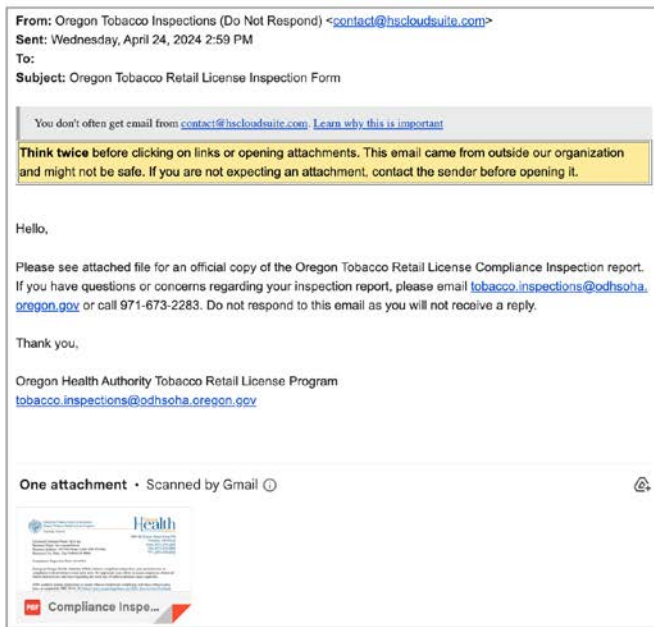 From: Oregon Tobacco Inspections (Do Not Respond) <contact@hscloudsuite.com>
Sent: Wednesday, April 24, 2024 2:59 PM
To:
Subject: Oregon Tobacco Retail License Inspection Form
You don't often get email from contact@hscloudsuite.com. Learn why this is important
Think twice before clicking on links or opening attachments. This email came from outside our organization
and might not be safe. If you are not expecting an attachment, contact the sender before opening it.
Hello,
Please see attached file for an official copy of the Oregon Tobacco Retail License Compliance Inspection report.
If you have questions or concerns regarding your inspection report, please email tobacco.inspections@odhsoha.
oregon.gov or call 971-673-2283. Do not respond to this email as you will not receive a reply.
Thank you,
Oregon Health Authority Tobacco Retail License Program
tobacco.inspections@odhsoha.oregon.gov
One attachment • Scanned by Gmail
Health
PDF Compliance Inspe...